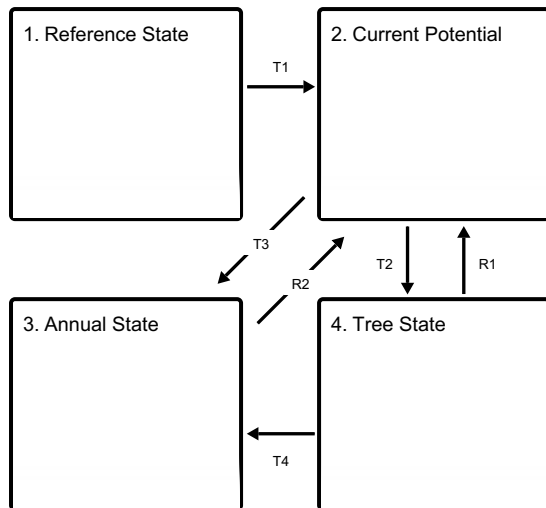 1. Reference State
2. Current Potential
T1
T3
R2
T2
R1
3. Annual State
4. Tree State
T4